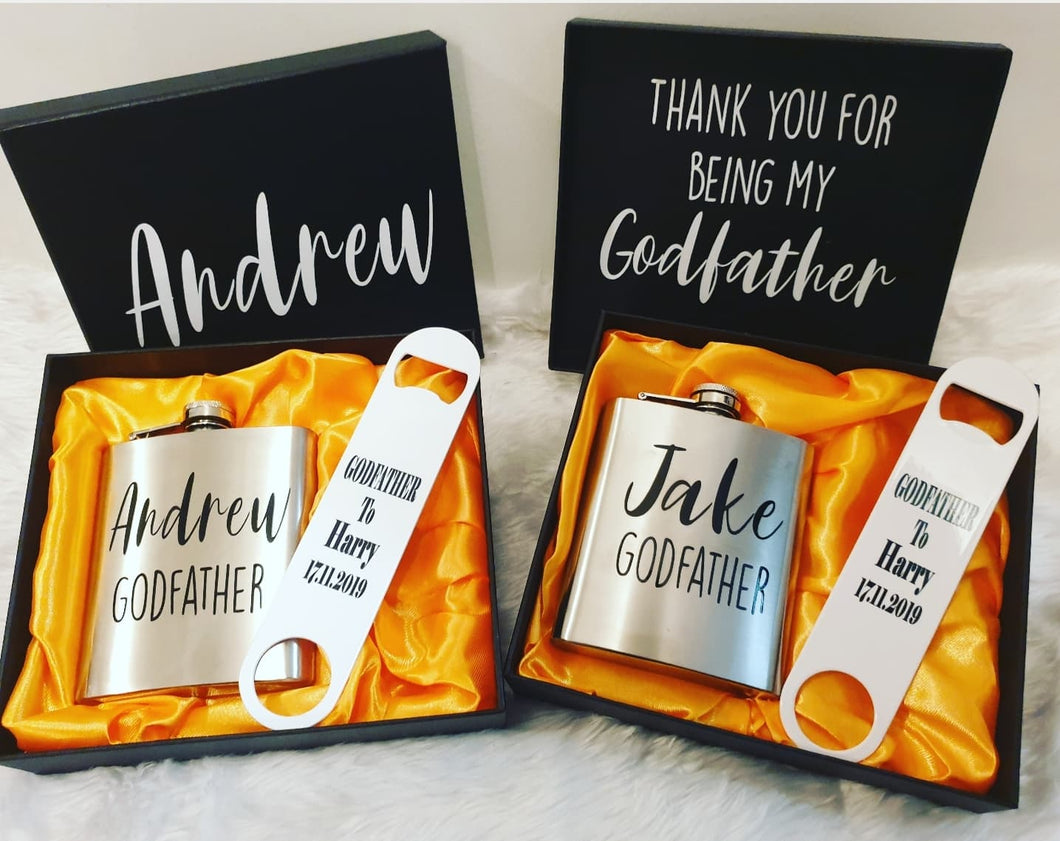 Andrew
THANK YOU FOR
BEING MY
Godfather
Andrew
GODFATHER
GODFATHER
To
Harry
17.11.2019
Jake
GODFATHER
GODFATHER
To
Harry
17.11.2019